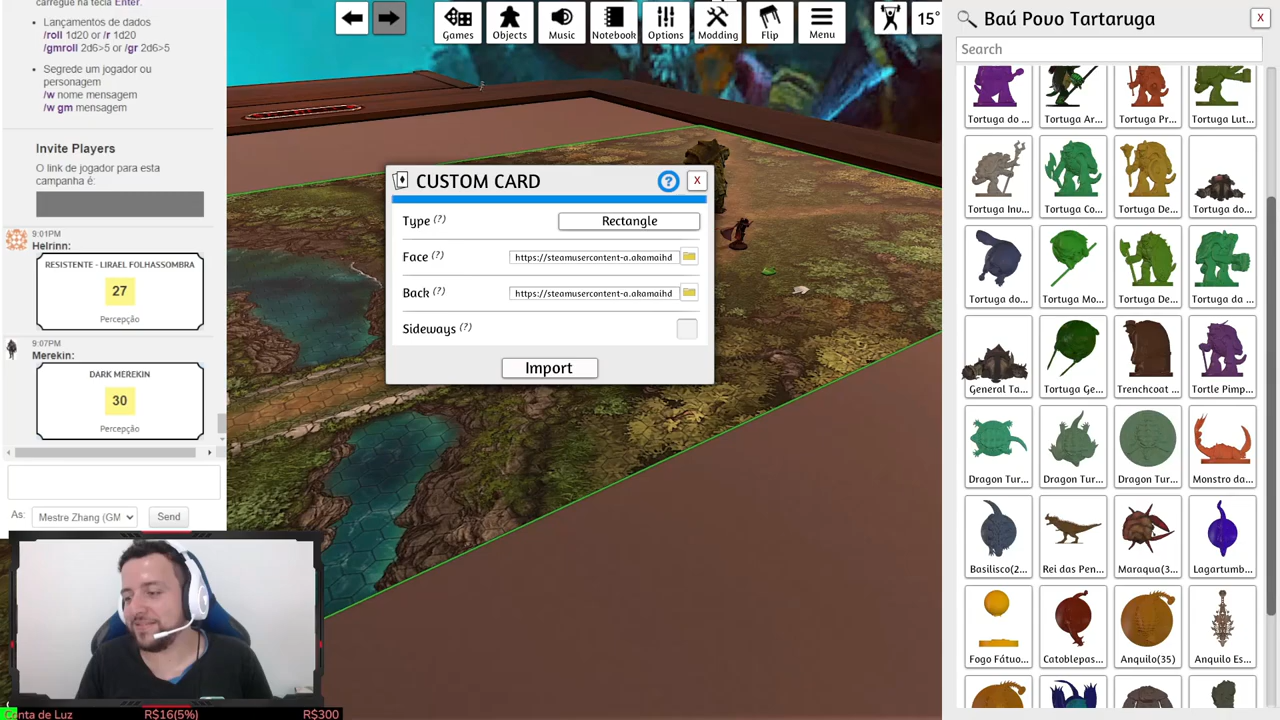 carregue na tecla Enter.
Lançamentos de dados
/roll 1d20 or /r 1d20
/gmroll 2d6>5 or /gr 2d6>5
Segrede um jogador ou
personagem
/w nome mensagem
/w gm mensagem
Invite Players
O link de jogador para esta
campanha é:
9:01PM
Helrinn:
RESISTENTE - LIRAEL FOLHASSOMBRA
27
Percepção
9:07PM
Merekin:
DARK MEREKIN
30
Percepção
As:
Mestre Zhang (GM
Send
Conta de Luz
R$16(5%)
R$300
Games
Objects
Music
Notebook
Options
Modding
Flip
Menu
15°
CUSTOM CARD
?
X
Type (?)
Rectangle
Face (?)
https://steamusercontent-a.akamaihd
Back (?)
https://steamusercontent-a.akamaihd
Sideways (?)
Import
Baú Povo Tartaruga
X
Search
Tortuga do ...
Tortuga Ar...
Tortuga Pr...
Tortuga Lut...
Tortuga Inv...
Tortuga Co...
Tortuga De...
Tortuga do...
Tortuga do...
Tortuga Mo...
Tortuga De...
Tortuga da ...
General Ta...
Tortuga Ge...
Trenchcoat ...
Tortle Pimp...
Dragon Tur...
Dragon Tur...
Dragon Tur...
Monstro da...
Basilisco(2...
Rei das Pen...
Maraqua(3...
Lagartumb...
Fogo Fátuo...
Catoblepas...
Anquilo(35)
Anquilo Es...